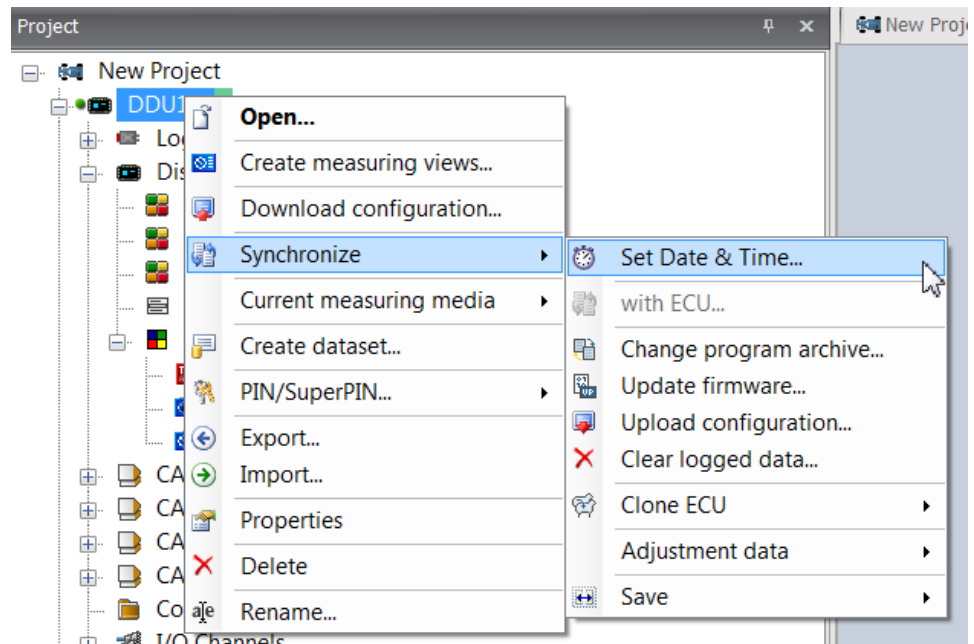 Project
New Proj
New Project
DDU1
Lo
Dis
CA
CA
CA
CA
Co
I/O Channels
Open...
Create measuring views...
Download configuration...
Synchronize
Current measuring media
Create dataset...
PIN/SuperPIN...
Export...
Import...
Properties
Delete
Rename...
Set Date & Time...
with ECU...
Change program archive...
Update firmware...
Upload configuration...
Clear logged data...
Clone ECU
Adjustment data
Save